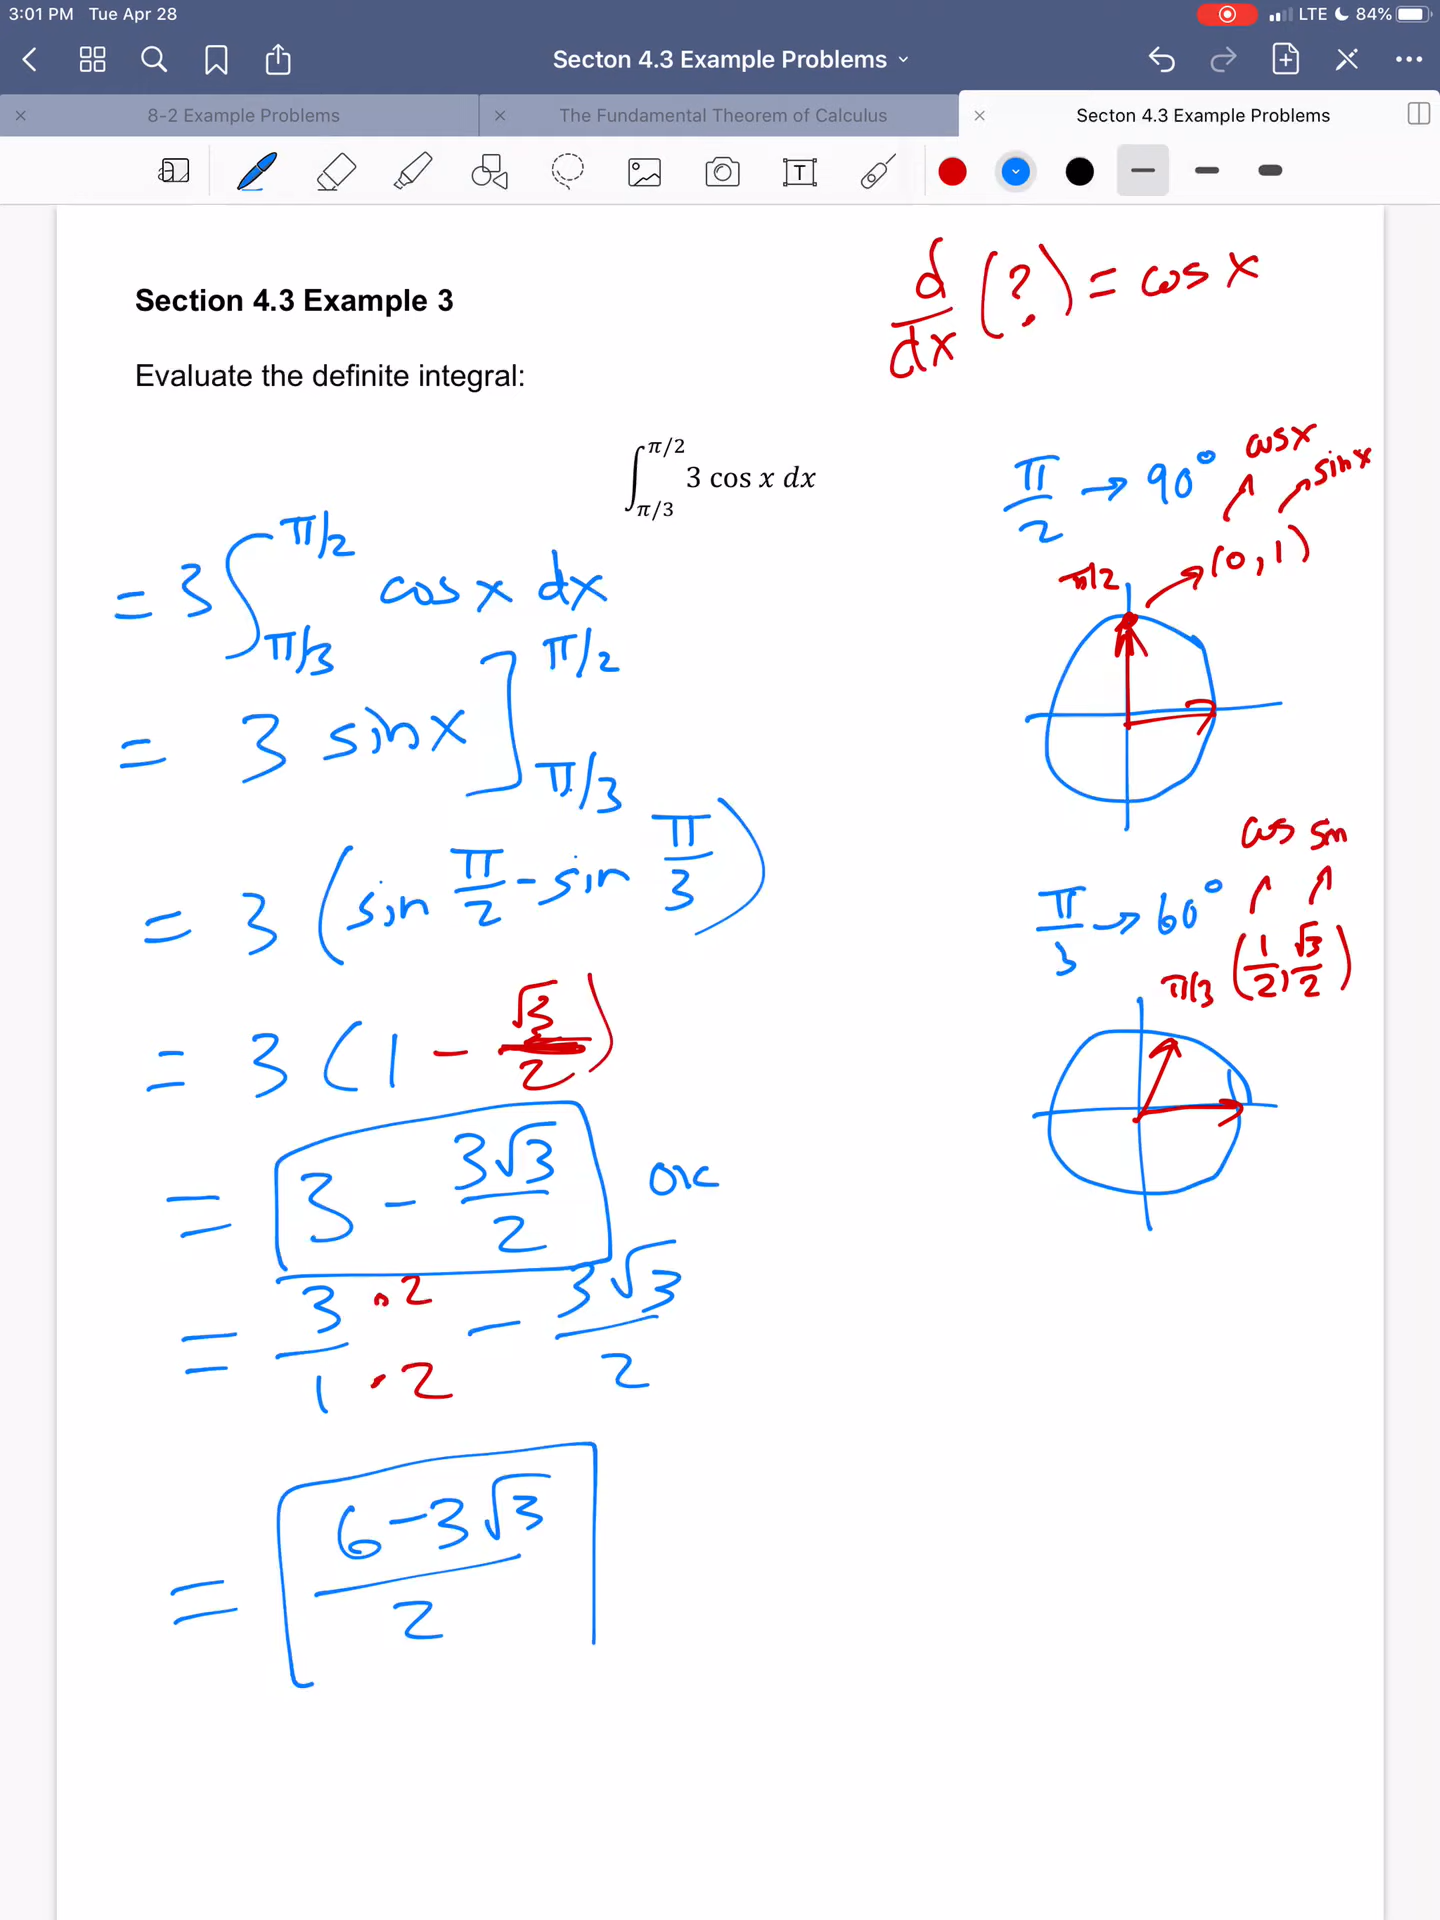 3:01 PM Tue Apr 28
LTE 84%
Secton 4.3 Example Problems
8-2 Example Problems
The Fundamental Theorem of Calculus
Secton 4.3 Example Problems
a
T
d/dx (?) = cos x
Section 4.3 Example 3
Evaluate the definite integral:
∫_{π/3}^{π/2} 3 cos x dx
= 3 ∫_{π/3}^{π/2} cos x dx
= 3 sin x ]_{π/3}^{π/2}
= 3 (sin π/2 - sin π/3)
= 3 (1 - √3/2)
= 3 - 3√3/2 or
= 3/1 · 2 · 2 - 3√3/2
= 6 - 3√3 / 2
π/2 → 90°
cos x
sin x
(0, 1)
π/2
cos sin
π/3 → 60°
(1/2, √3/2)
π/3